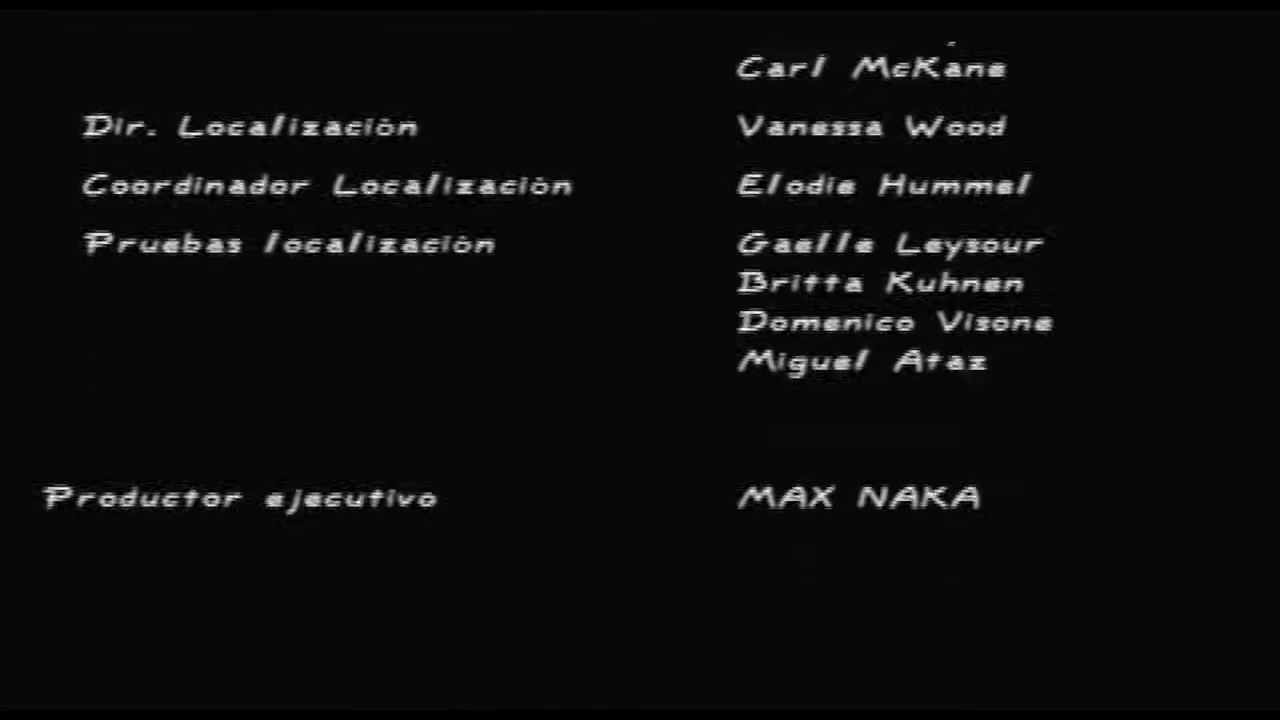 Carl McKane
Dir. Localización Vanessa Wood
Coordinador Localización Elodie Hummel
Pruebas localización Gaelle Leysour
Britta Kuhnen
Domenico Visone
Miguel Ataz
Productor ejecutivo MAX NAKA